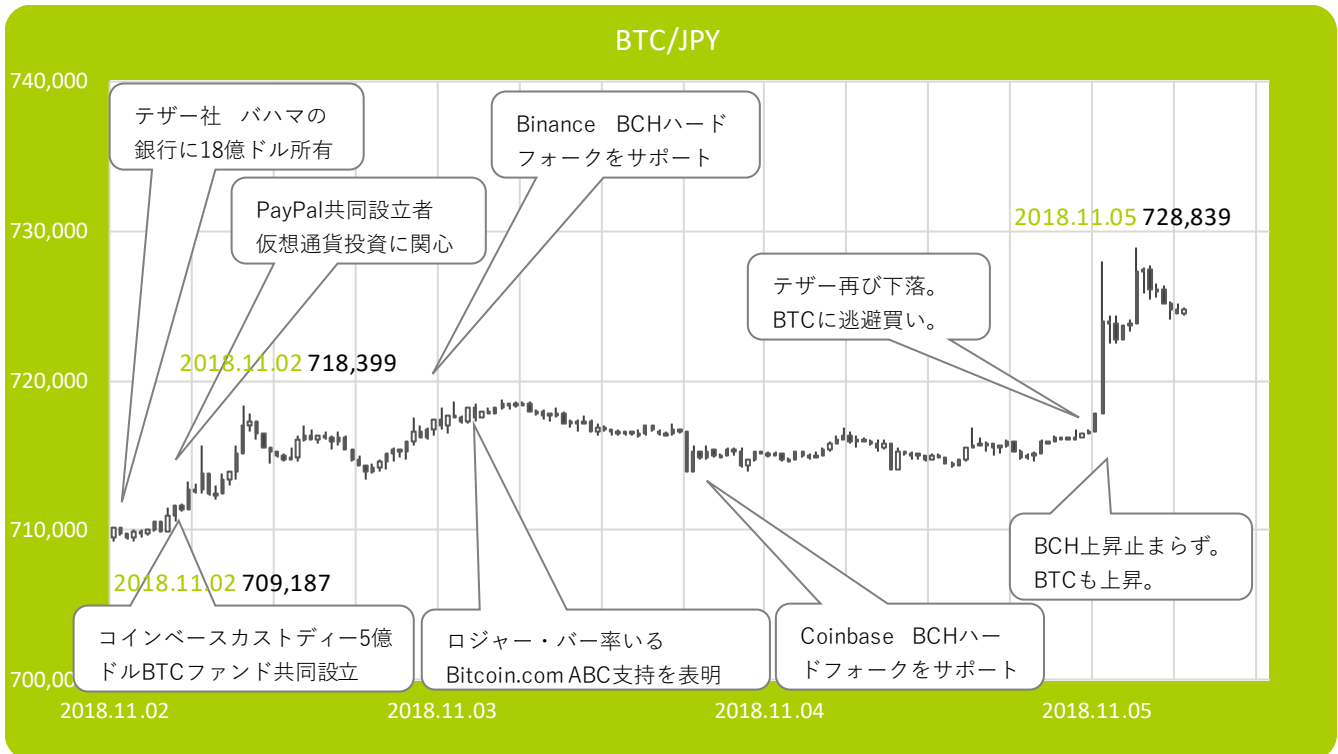 BTC/JPY
740,000
テザー社　バハマの
銀行に18億ドル所有
Binance　BCHハード
フォークをサポート
PayPal共同設立者
仮想通貨投資に関心
730,000
2018.11.05 728,839
テザー再び下落。
BTCに逃避買い。
2018.11.02 718,399
720,000
710,000
BCH上昇止まらず。
BTCも上昇。
2018.11.02 709,187
コインベースカストディー5億
ドルBTCファンド共同設立
ロジャー・バー率いる
Bitcoin.com ABC支持を表明
Coinbase　BCHハー
ドフォークをサポート
700,00
2018.11.02
2018.11.03
2018.11.04
2018.11.05